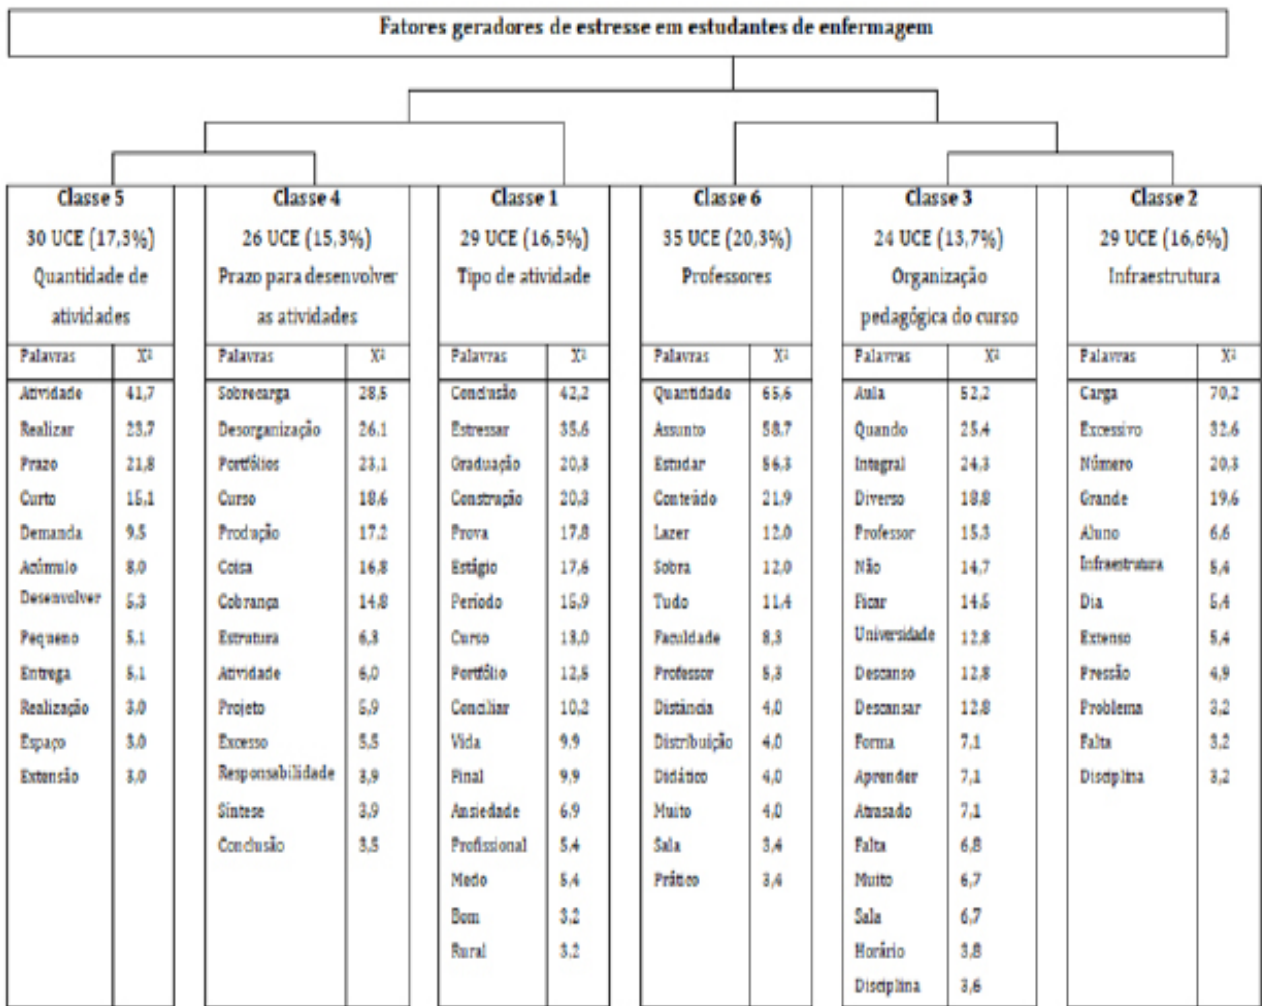 Fatores geradores de estresse em estudantes de enfermagem
Classe 5
30 UCE (17,3%)
Quantidade de
atividades
Palavras X²
Atividade 41,7
Realizar 23,7
Prazo 21,8
Curto 15,1
Demanda 9,5
Acúmulo 8,0
Desenvolver 5,3
Pequeno 5,1
Entrega 5,1
Realização 3,0
Espaço 3,0
Extensão 3,0
Classe 4
26 UCE (15,3%)
Prazo para desenvolver
as atividades
Palavras X²
Sobrecarga 28,5
Desorganização 26,1
Portfólios 23,1
Curso 18,6
Produção 17,2
Coisa 16,8
Cobrança 14,8
Estrutura 6,3
Atividade 6,0
Projeto 5,9
Excesso 5,5
Responsabilidade 3,9
Síntese 3,9
Conclusão 3,5
Classe 1
29 UCE (16,5%)
Tipo de atividade
Palavras X²
Conclusão 42,2
Estressar 35,6
Graduação 20,3
Construção 20,3
Prova 17,8
Estágio 17,6
Período 15,9
Curso 13,0
Portfólio 12,5
Conciliar 10,2
Vida 9,9
Final 9,9
Ansiedade 6,9
Profissional 5,4
Medo 5,4
Bom 3,2
Rural 3,2
Classe 6
35 UCE (20,3%)
Professores
Palavras X²
Quantidade 65,6
Assunto 58,7
Estudar 56,3
Conteúdo 21,9
Lazer 12,0
Sobra 12,0
Tudo 11,4
Faculdade 8,3
Professor 5,3
Distância 4,0
Distribuição 4,0
Didático 4,0
Muito 4,0
Sala 3,4
Prático 3,4
Classe 3
24 UCE (13,7%)
Organização
pedagógica do curso
Palavras X²
Aula 52,2
Quando 25,4
Integral 24,3
Diverso 18,8
Professor 15,3
Não 14,7
Ficar 14,5
Universidade 12,8
Descanso 12,8
Descansar 12,8
Forma 7,1
Aprender 7,1
Atrasado 7,1
Falta 6,8
Muito 6,7
Sala 6,7
Horário 3,8
Disciplina 3,6
Classe 2
29 UCE (16,6%)
Infraestrutura
Palavras X²
Carga 70,2
Excessivo 32,6
Número 20,3
Grande 19,6
Aluno 6,6
Infraestrutura 5,4
Dia 5,4
Extenso 5,4
Pressão 4,9
Problema 3,2
Falta 3,2
Disciplina 3,2